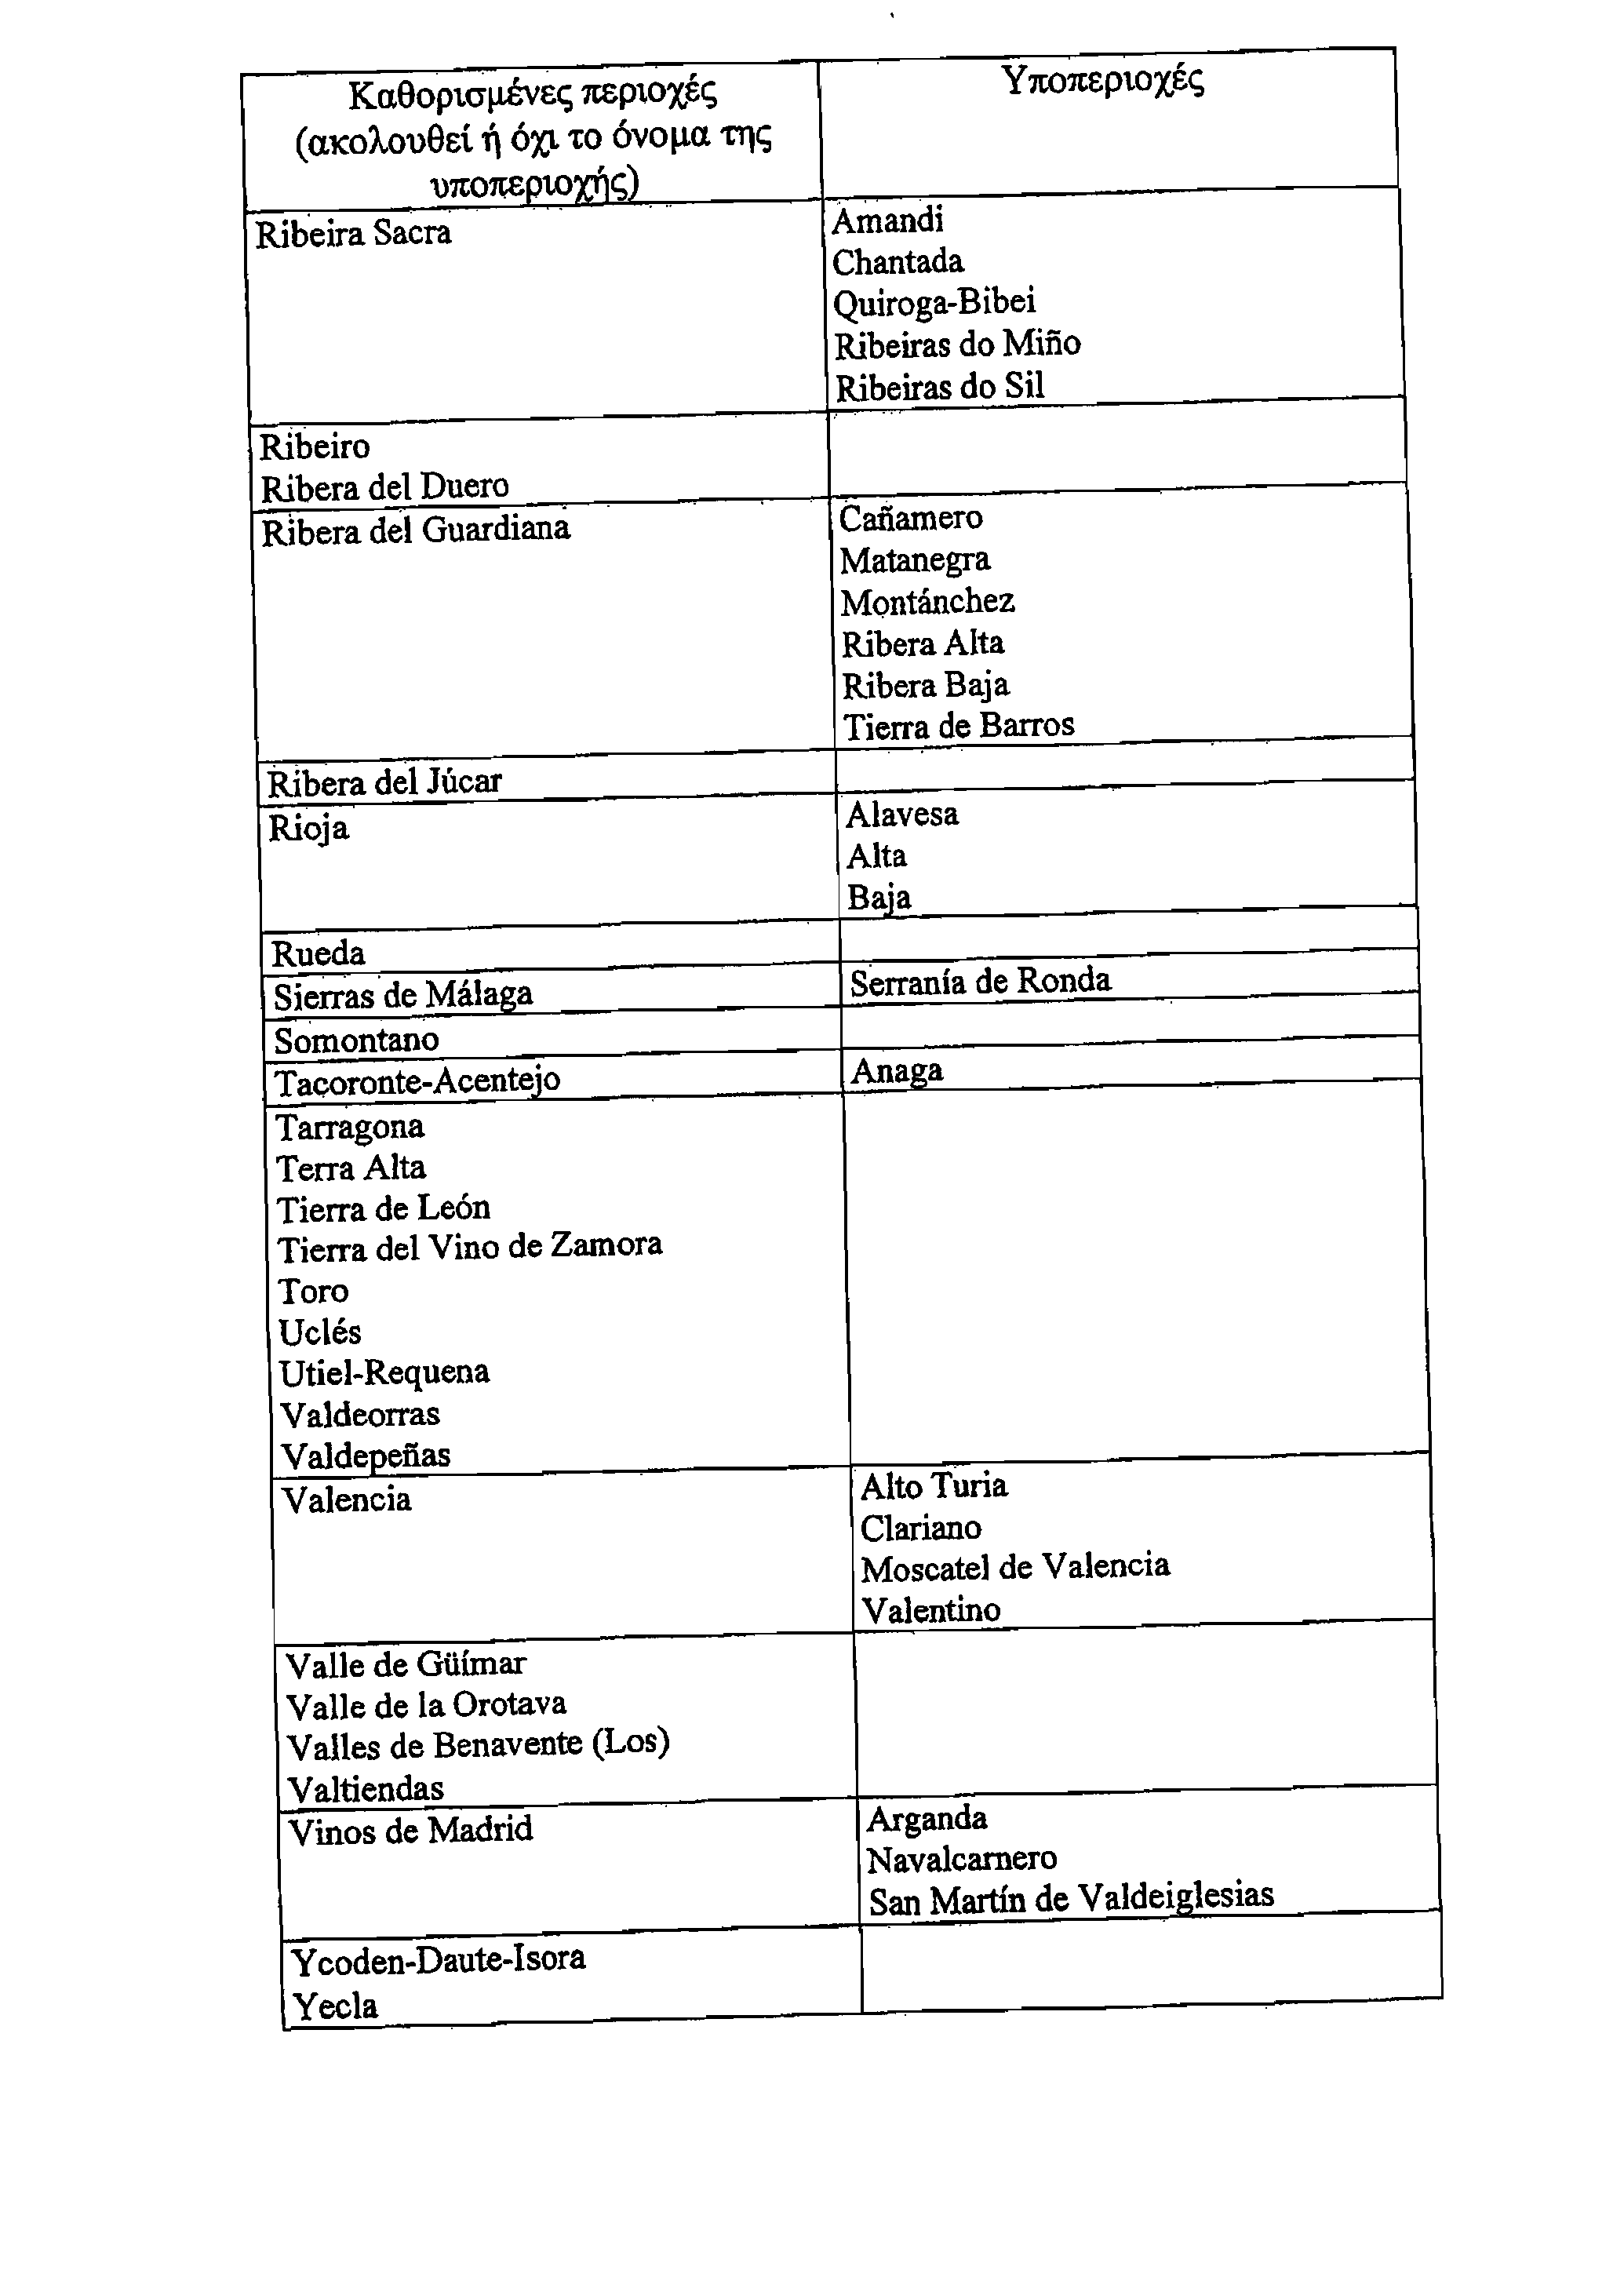 Καθορισμένες περιοχές
(ακολουθεί ή όχι το όνομα της
υποπεριοχής)
Υποπεριοχές
Ribeira Sacra
Amandi
Chantada
Quiroga-Bibei
Ribeiras do Miño
Ribeiras do Sil
Ribeiro
Ribera del Duero
Ribera del Guardiana
Cañamero
Matanegra
Montánchez
Ribera Alta
Ribera Baja
Tierra de Barros
Ribera del Júcar
Rioja
Alavesa
Alta
Baja
Rueda
Sierras de Málaga
Serranía de Ronda
Somontano
Tacoronte-Acentejo
Anaga
Tarragona
Terra Alta
Tierra de León
Tierra del Vino de Zamora
Toro
Uclés
Utiel-Requena
Valdeorras
Valdepeñas
Valencia
Alto Turia
Clariano
Moscatel de Valencia
Valentino
Valle de Güímar
Valle de la Orotava
Valles de Benavente (Los)
Valtiendas
Vinos de Madrid
Arganda
Navalcarnero
San Martín de Valdeiglesias
Ycoden-Daute-Isora
Yecla